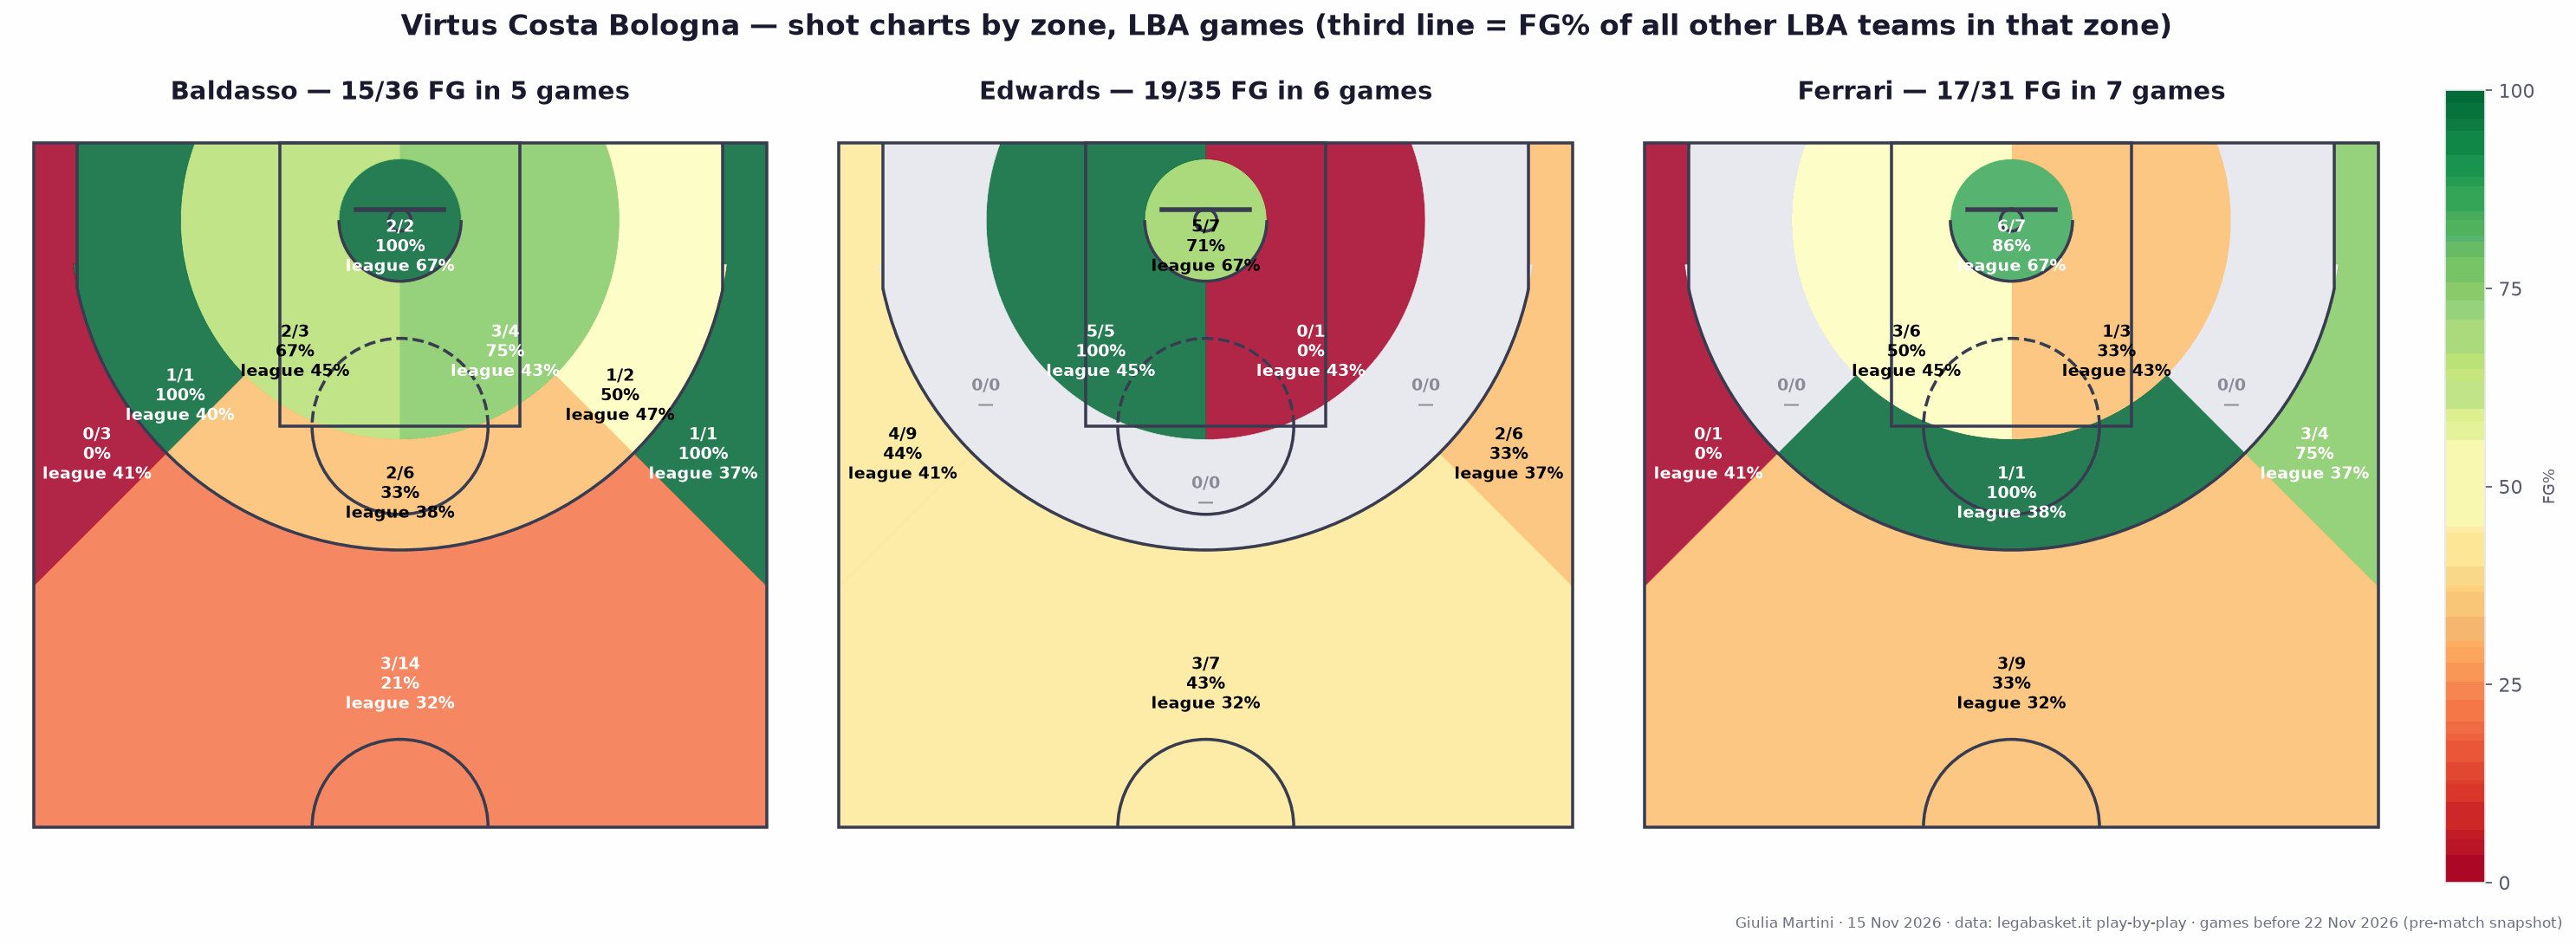 Virtus Costa Bologna — shot charts by zone, LBA games (third line = FG% of all other LBA teams in that zone)
Baldasso — 15/36 FG in 5 games
2/2
100%
league 67%
2/3
67%
league 45%
3/4
75%
league 43%
1/1
100%
league 40%
1/2
50%
league 47%
0/3
0%
league 41%
1/1
100%
league 37%
2/6
33%
league 38%
3/14
21%
league 32%
Edwards — 19/35 FG in 6 games
5/7
71%
league 67%
5/5
100%
league 45%
0/1
0%
league 43%
0/0
—
0/0
—
4/9
44%
league 41%
2/6
33%
league 37%
0/0
—
3/7
43%
league 32%
Ferrari — 17/31 FG in 7 games
6/7
86%
league 67%
3/6
50%
league 45%
1/3
33%
league 43%
0/0
—
0/0
—
0/1
0%
league 41%
3/4
75%
league 37%
1/1
100%
league 38%
3/9
33%
league 32%
100
75
50
25
0
FG%
Giulia Martini · 15 Nov 2026 · data: legabasket.it play-by-play · games before 22 Nov 2026 (pre-match snapshot)